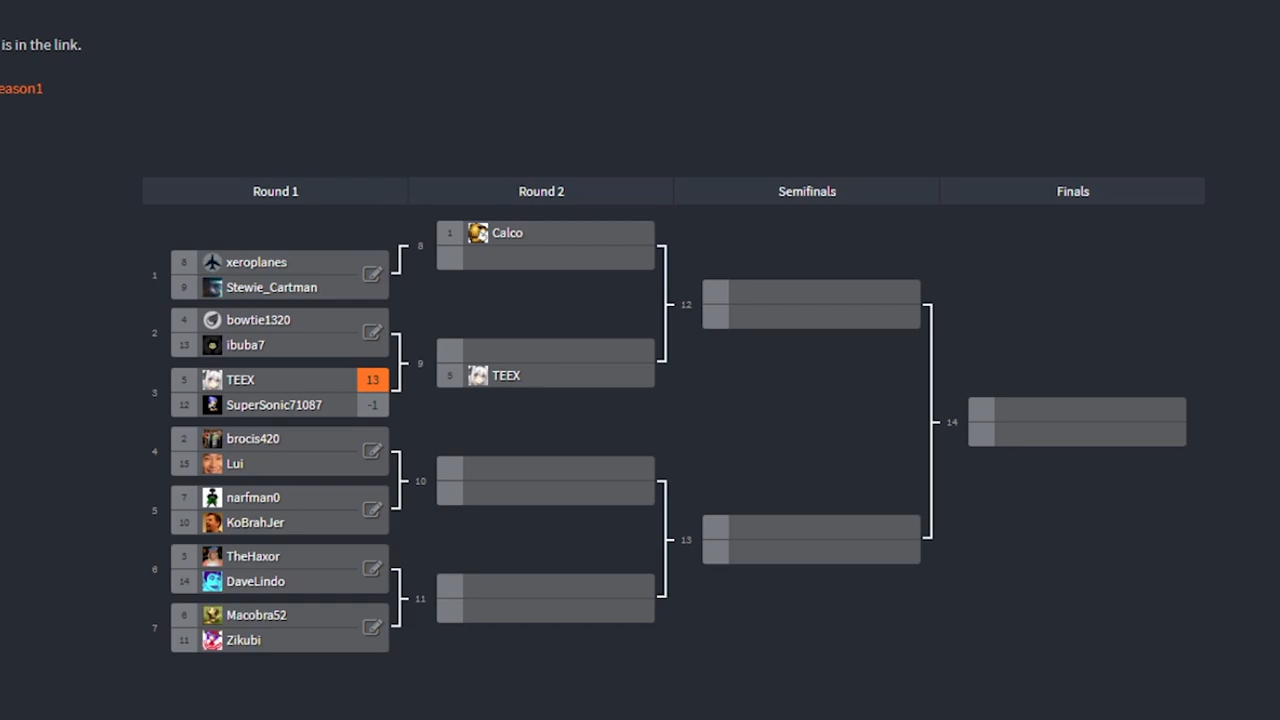 is in the link.
eason1
Round 1
Round 2
Semifinals
Finals
1
8 xeroplanes
9 Stewie_Cartman
2
4 bowtie1320
13 ibuba7
3
5 TEEX 13
12 SuperSonic71087 -1
4
2 brocis420
15 Lui
5
7 narfman0
10 KoBrahJer
6
3 TheHaxor
14 DaveLindo
7
6 Macobra52
11 Zikubi
8
1 Calco
9
5 TEEX
10
11
12
13
14